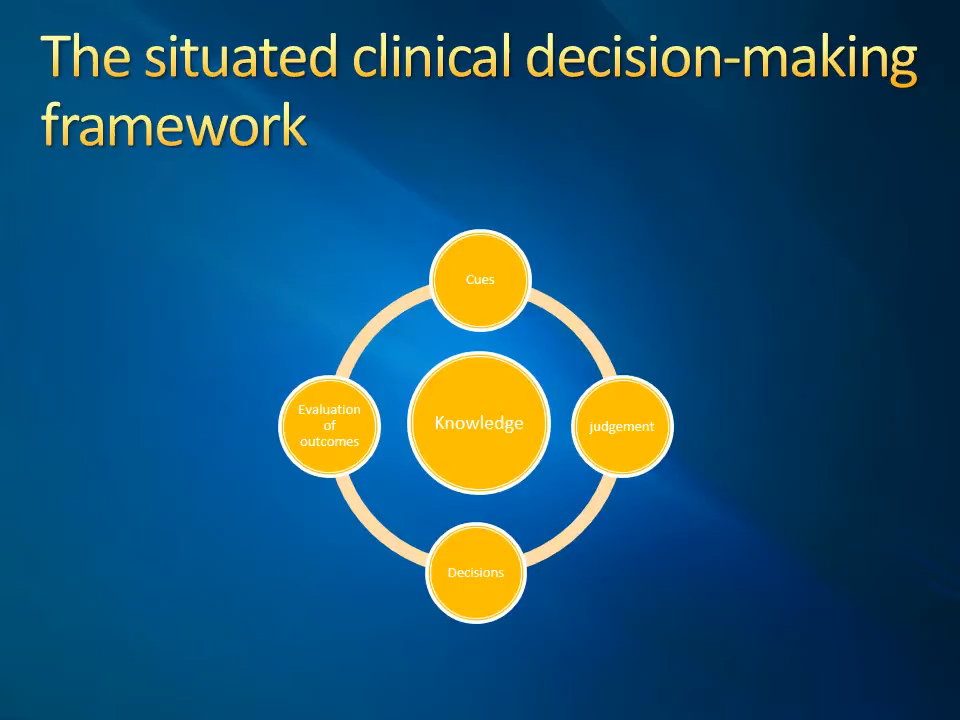 The situated clinical decision-making
framework
Cues
Evaluation
of
outcomes
Knowledge
judgement
Decisions